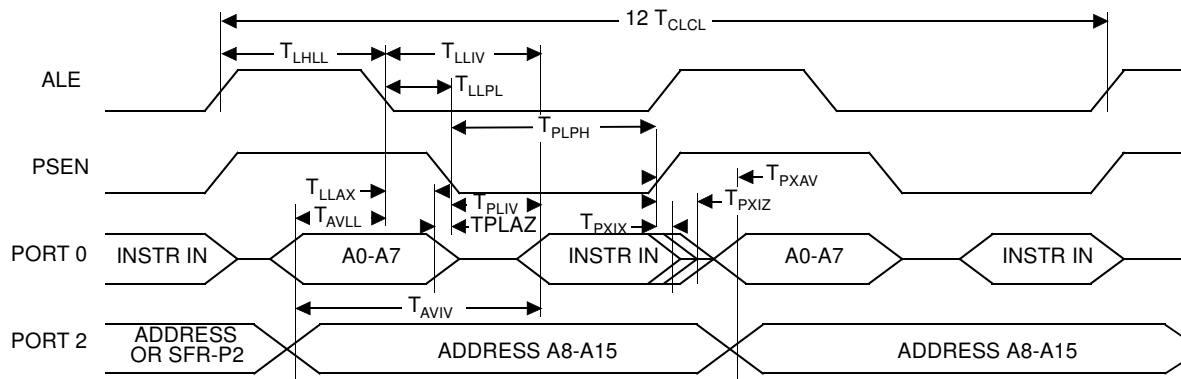 12 TCLCL
TLHLL TLLIV
ALE
TLLPL
TPLPH
PSEN
TLLAX TPXAV
TPLIV TPXIZ
TAVLL TPLAZ TPXIX
PORT 0 INSTR IN A0-A7 INSTR IN A0-A7 INSTR IN
TAVIV
PORT 2 ADDRESS OR SFR-P2 ADDRESS A8-A15 ADDRESS A8-A15